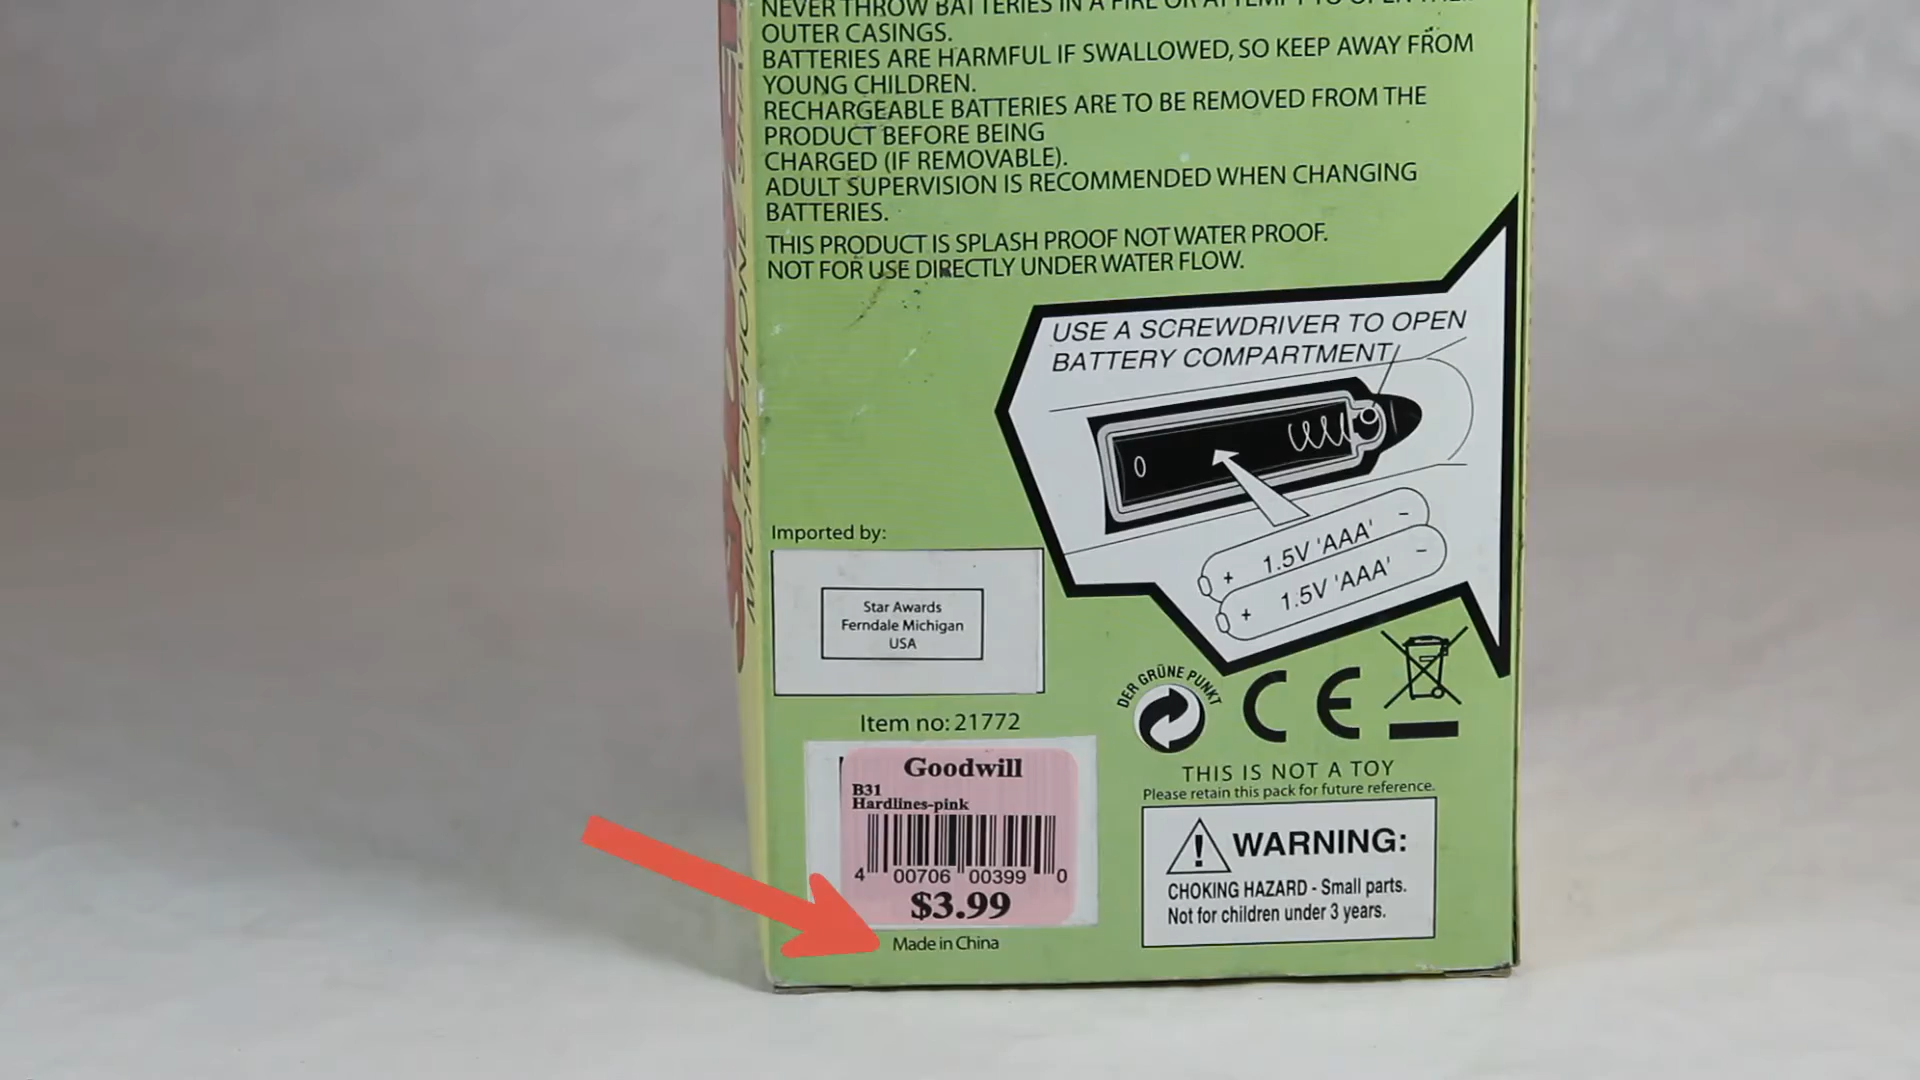 NEVER THROW BATTERIES IN A FIRE OR ATTEMPT TO OPEN THEIR
OUTER CASINGS.
BATTERIES ARE HARMFUL IF SWALLOWED, SO KEEP AWAY FROM
YOUNG CHILDREN.
RECHARGEABLE BATTERIES ARE TO BE REMOVED FROM THE
PRODUCT BEFORE BEING
CHARGED (IF REMOVABLE).
ADULT SUPERVISION IS RECOMMENDED WHEN CHANGING
BATTERIES.
THIS PRODUCT IS SPLASH PROOF NOT WATER PROOF.
NOT FOR USE DIRECTLY UNDER WATER FLOW.
MICROPHONE
USE A SCREWDRIVER TO OPEN
BATTERY COMPARTMENT
+ 1.5V 'AAA' -
+ 1.5V 'AAA' -
Imported by:
Star Awards
Ferndale Michigan
USA
DER GRÜNE PUNKT
CE
Item no: 21772
Goodwill
B31
Hardlines-pink
4 00706 00399 0
$3.99
Made in China
THIS IS NOT A TOY
Please retain this pack for future reference.
! WARNING:
CHOKING HAZARD - Small parts.
Not for children under 3 years.